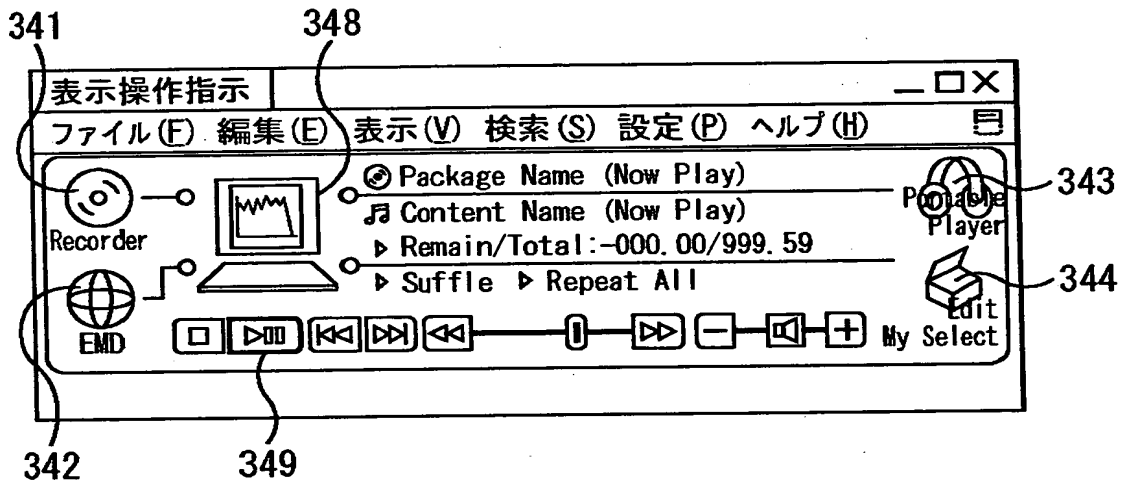 341
348
表示操作指示
ファイル(F) 編集(E) 表示(V) 検索(S) 設定(P) ヘルプ(H)
Package Name (Now Play)
343
Portable
Player
Content Name (Now Play)
Recorder
Remain/Total:-000.00/999.59
344
Suffle Repeat All
Edit
My Select
EMD
342
349